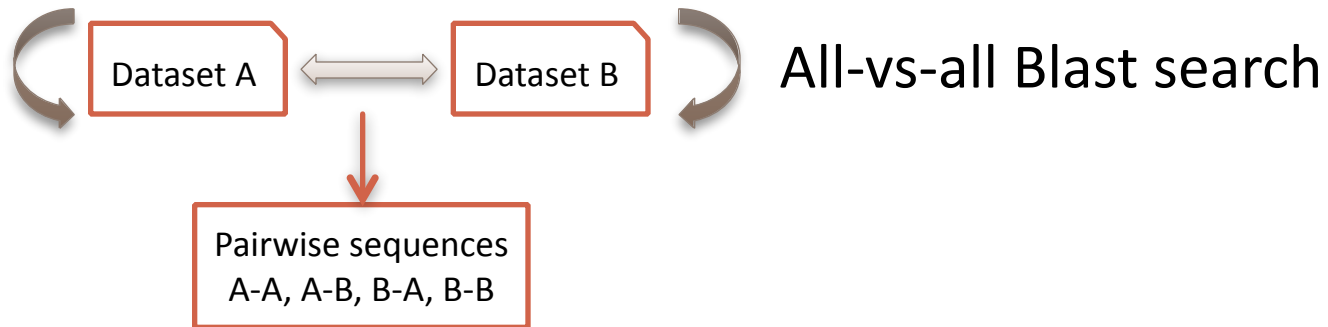 Dataset A
Dataset B
All-vs-all Blast search
Pairwise sequences
A-A, A-B, B-A, B-B